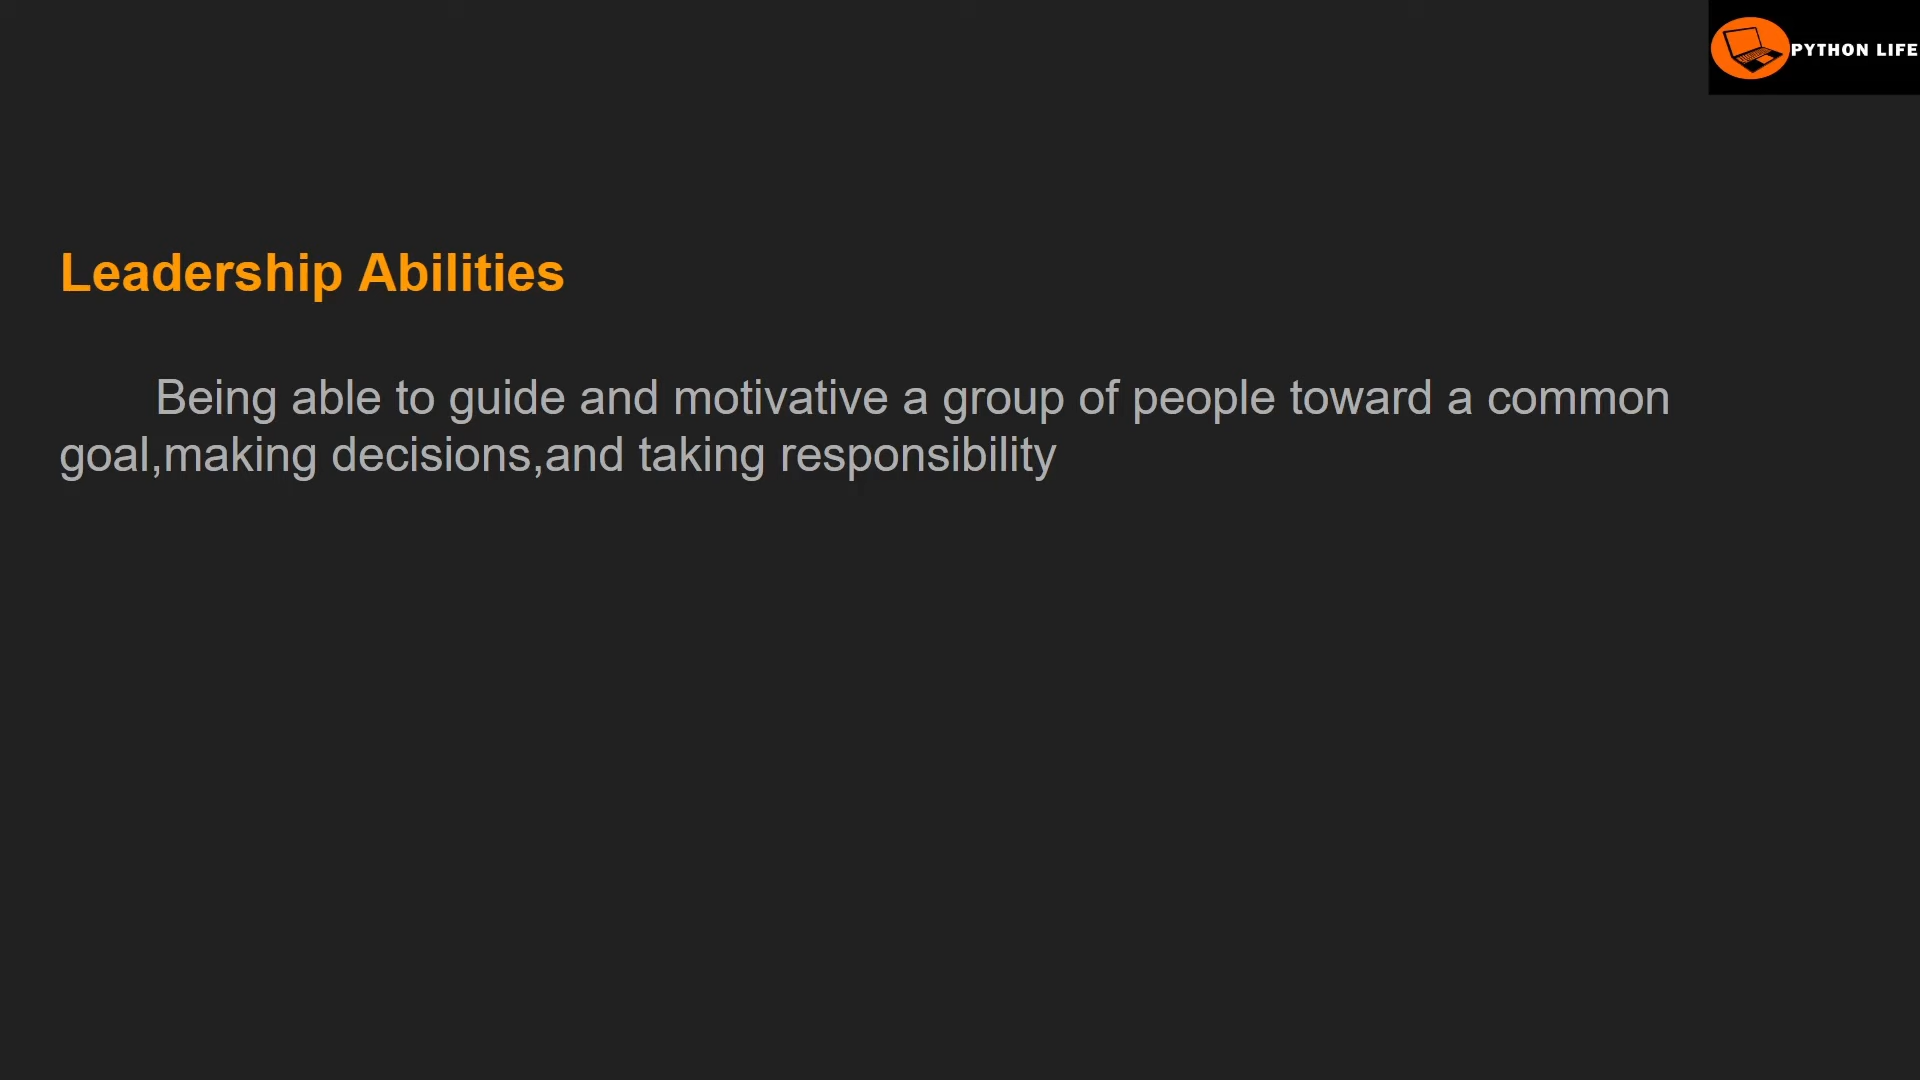 PYTHON LIFE
Leadership Abilities
Being able to guide and motivative a group of people toward a common
goal,making decisions,and taking responsibility